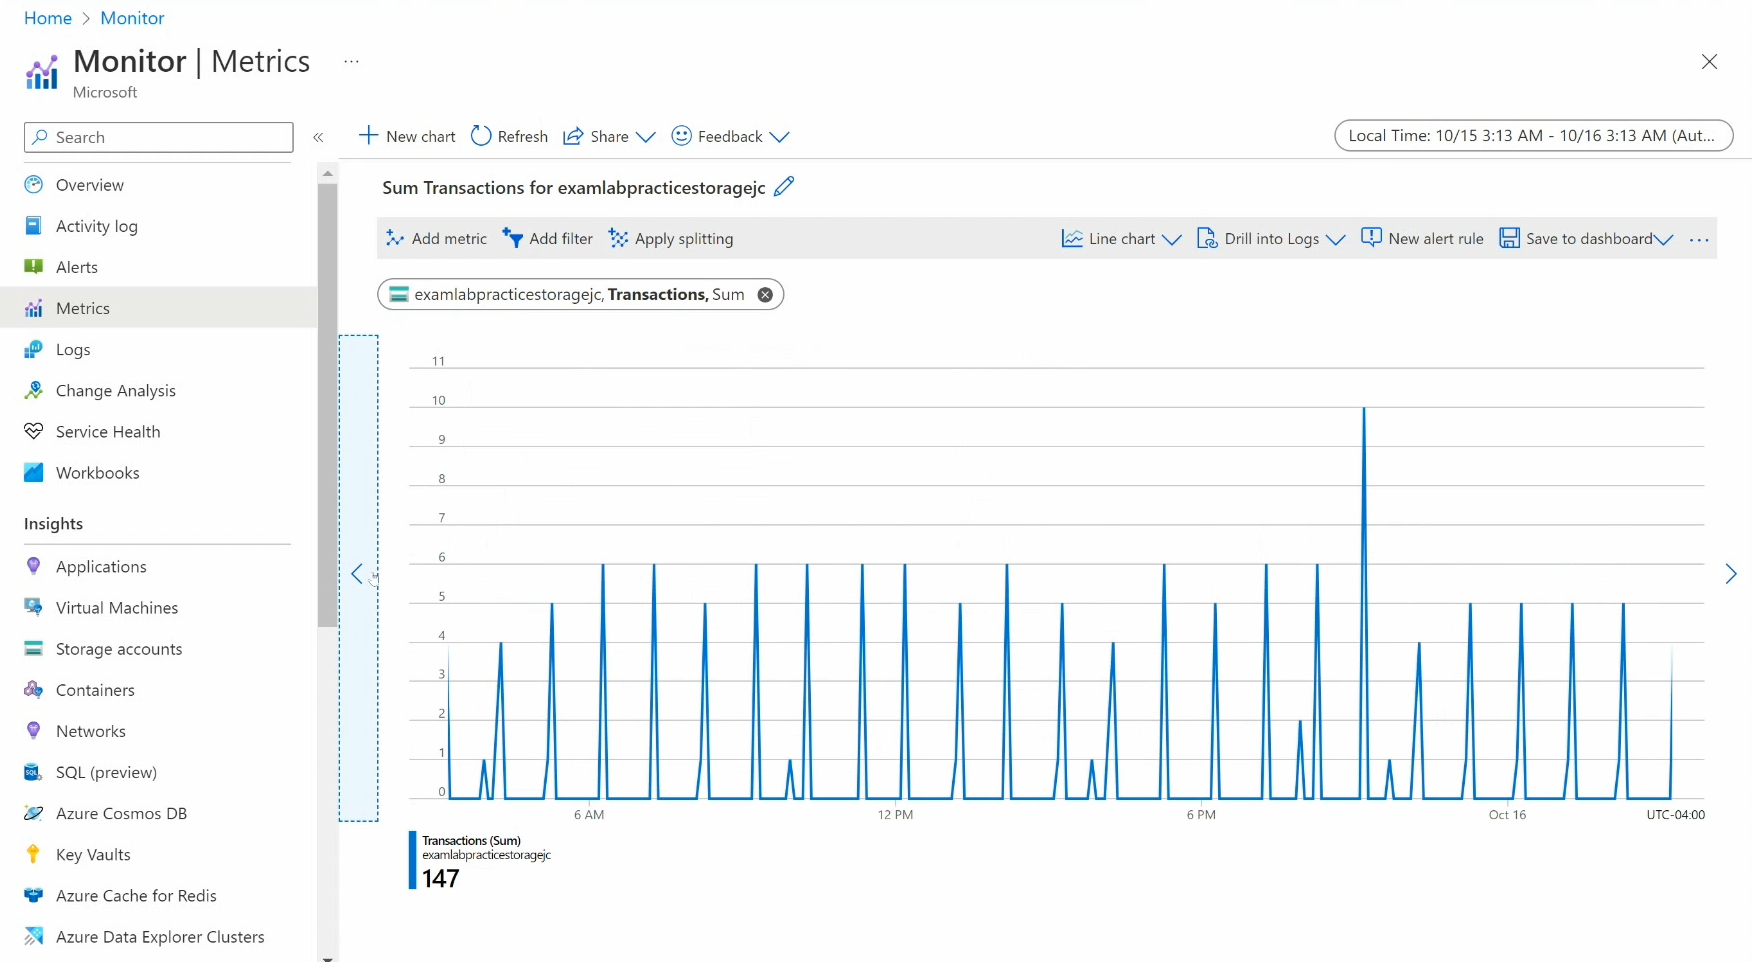 Home > Monitor
Monitor | Metrics ...
Microsoft
Search
«
New chart Refresh Share Feedback
Local Time: 10/15 3:13 AM - 10/16 3:13 AM (Aut...
Overview
Activity log
Alerts
Metrics
Logs
Change Analysis
Service Health
Workbooks
Insights
Applications
Virtual Machines
Storage accounts
Containers
Networks
SQL (preview)
Azure Cosmos DB
Key Vaults
Azure Cache for Redis
Azure Data Explorer Clusters
Sum Transactions for examlabpracticestoragejc
Add metric Add filter Apply splitting Line chart Drill into Logs New alert rule Save to dashboard ...
examlabpracticestoragejc, Transactions, Sum
11
10
9
8
7
6
5
4
3
2
1
0
6 AM 12 PM 6 PM Oct 16 UTC-04:00
Transactions (Sum)
examlabpracticestoragejc
147